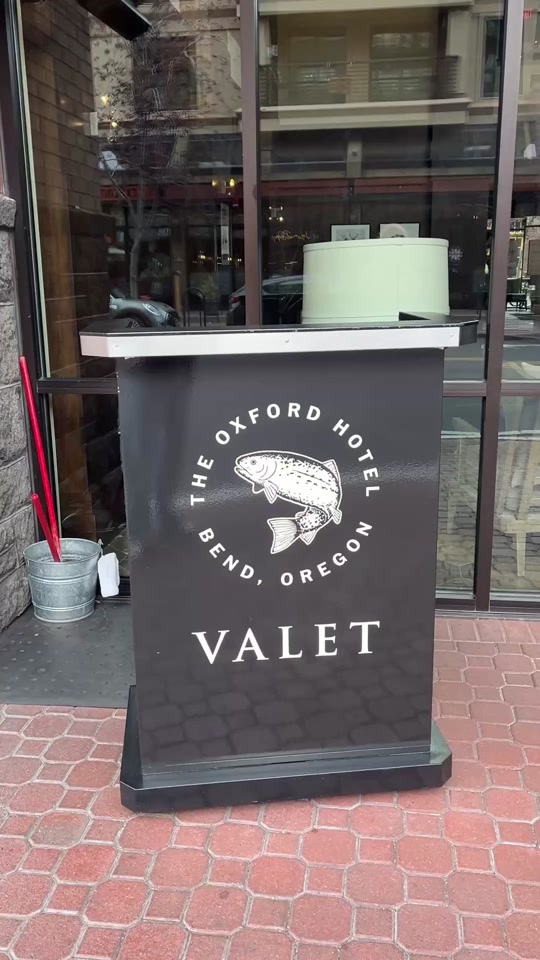 THE OXFORD HOTEL
BEND, OREGON
VALET